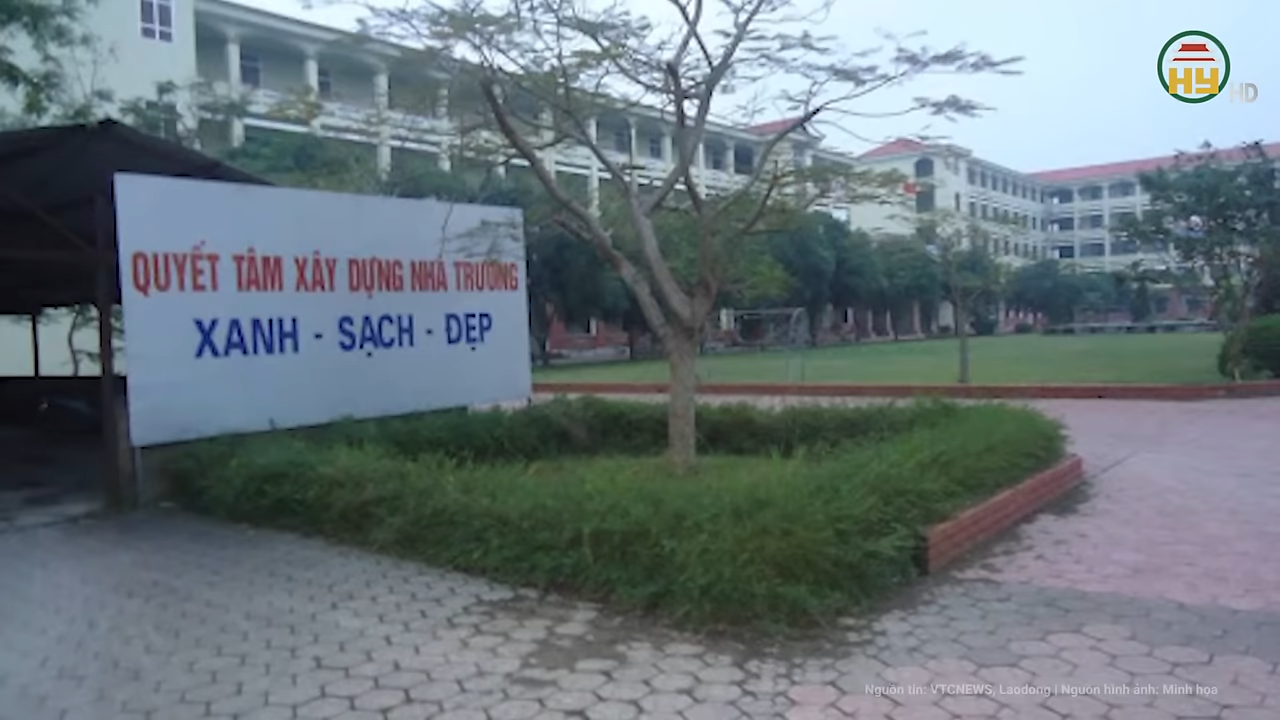 HY HD
QUYẾT TÂM XÂY DỰNG NHÀ TRƯỜNG
XANH - SẠCH - ĐẸP
Nguồn tin: VTCNEWS, Laodong | Nguồn hình ảnh: Minh họa